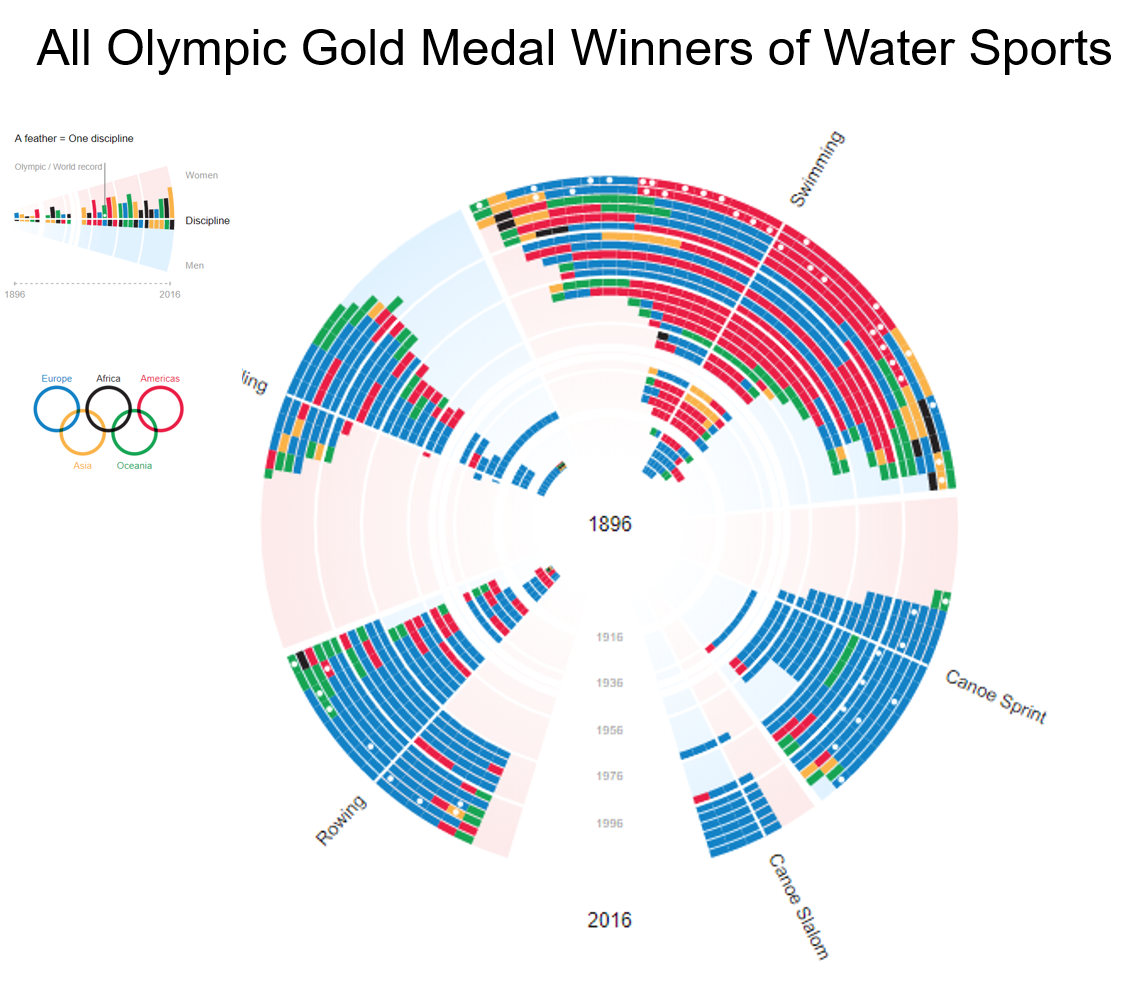 All Olympic Gold Medal Winners of Water Sports
A feather = One discipline
Olympic / World record
Women
Discipline
Men
1896
2016
Europe
Africa
Americas
Asia
Oceania
Swimming
ling
1896
1916
1936
1956
1976
1996
2016
Canoe Sprint
Rowing
Canoe Slalom